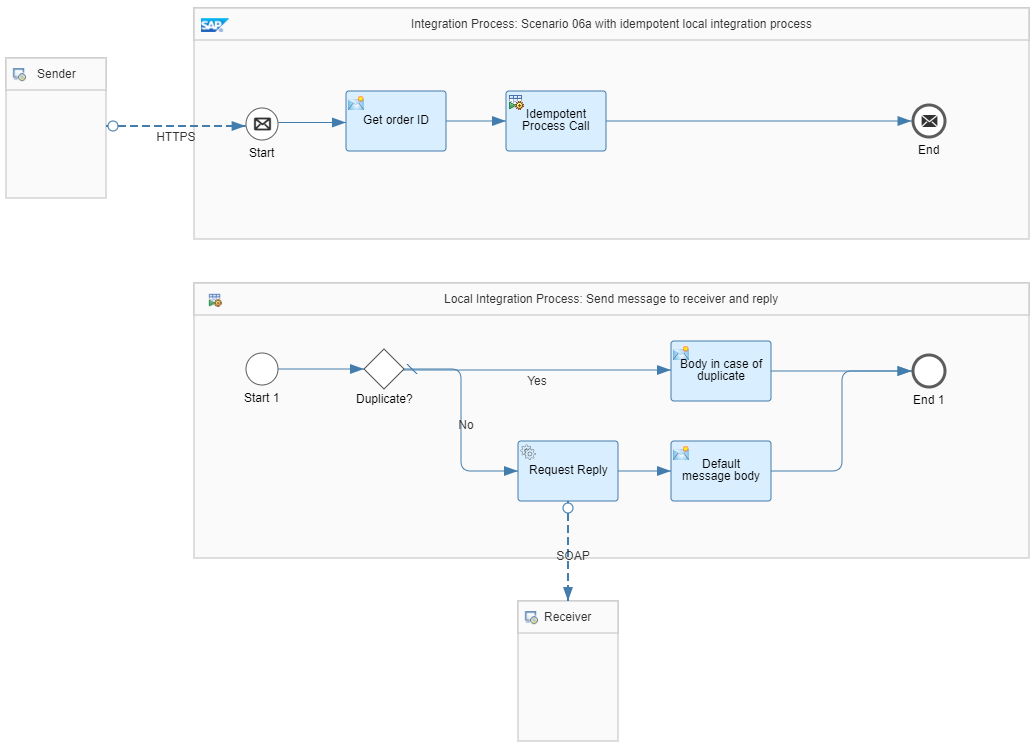 SAP
Integration Process: Scenario 06a with idempotent local integration process
Sender
HTTPS
Start
Get order ID
Idempotent
Process Call
End
Local Integration Process: Send message to receiver and reply
Start 1
Duplicate?
Yes
No
Body in case of
duplicate
End 1
Request Reply
Default
message body
SOAP
Receiver